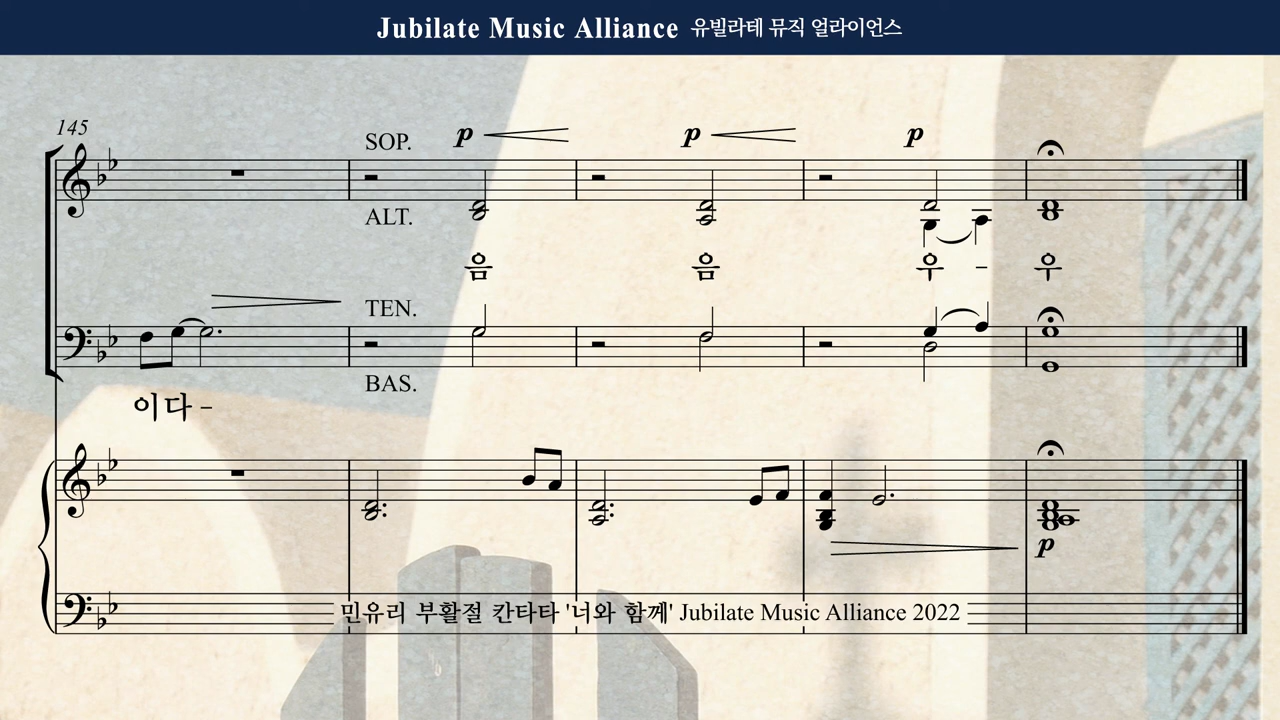 Jubilate Music Alliance 유빌라테 뮤직 얼라이언스
145
SOP. p p p
ALT.
음 음 우 - 우
TEN.
BAS.
이다 -
p
민유리 부활절 칸타타 '너와 함께' Jubilate Music Alliance 2022